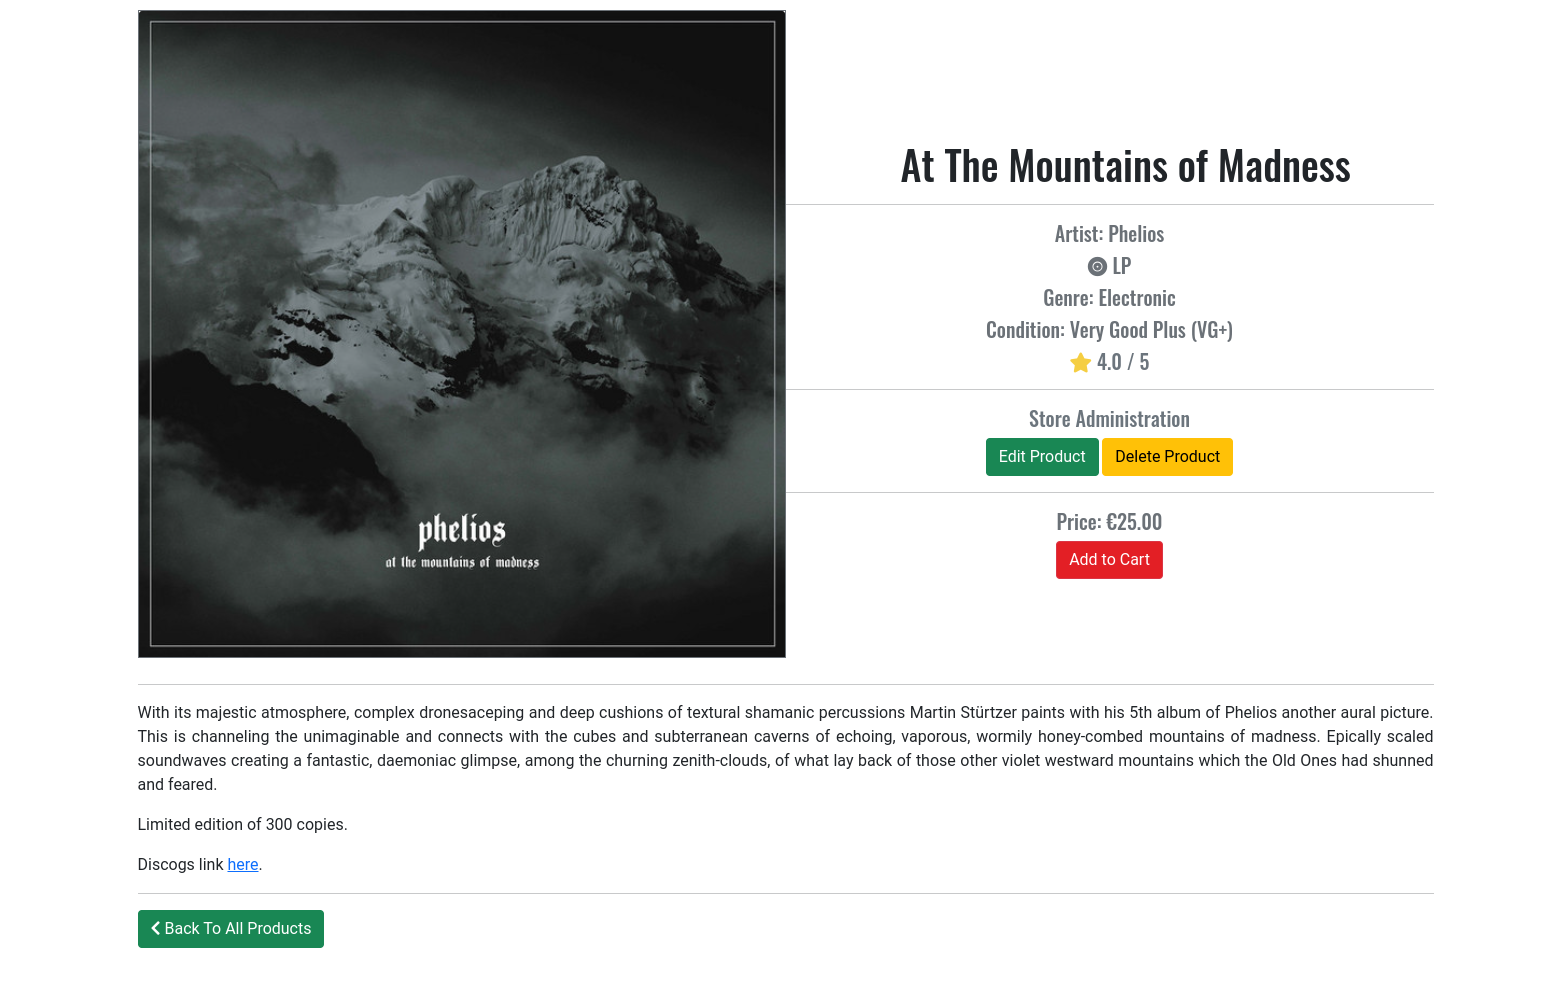 phelios
at the mountains of madness
At The Mountains of Madness
Artist: Phelios
LP
Genre: Electronic
Condition: Very Good Plus (VG+)
4.0 / 5
Store Administration
Edit Product Delete Product
Price: €25.00
Add to Cart
With its majestic atmosphere, complex dronesaceping and deep cushions of textural shamanic percussions Martin Stürtzer paints with his 5th album of Phelios another aural picture.
This is channeling the unimaginable and connects with the cubes and subterranean caverns of echoing, vaporous, wormily honey-combed mountains of madness. Epically scaled
soundwaves creating a fantastic, daemoniac glimpse, among the churning zenith-clouds, of what lay back of those other violet westward mountains which the Old Ones had shunned
and feared.
Limited edition of 300 copies.
Discogs link here.
Back To All Products